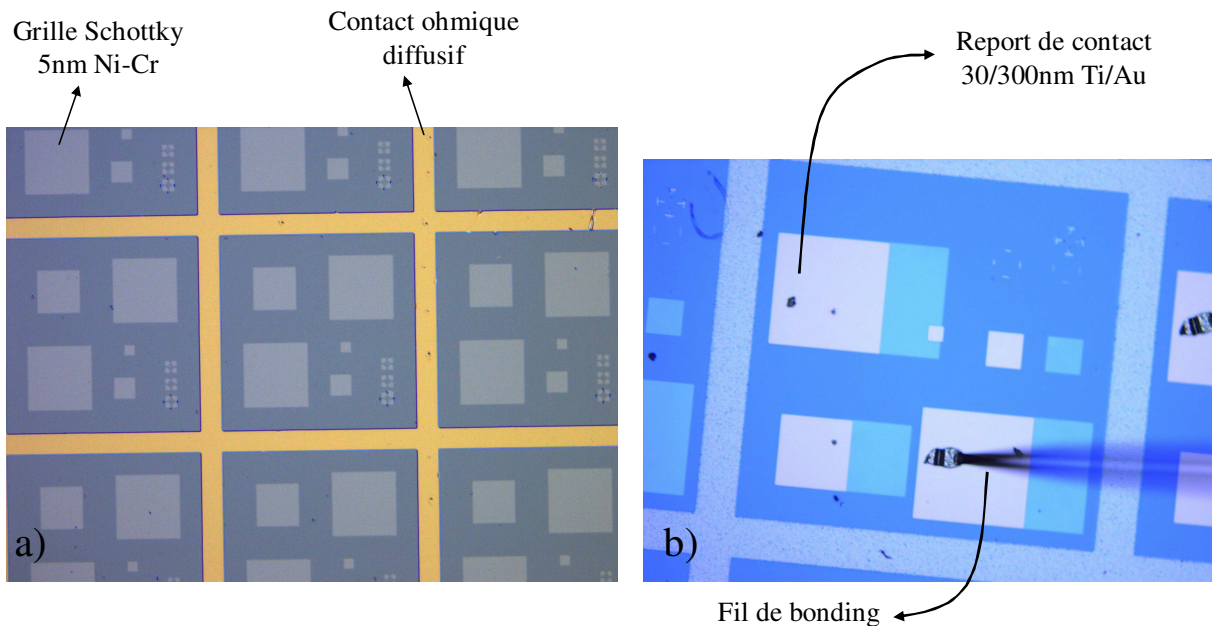 Grille Schottky
5nm Ni-Cr
Contact ohmique
diffusif
Report de contact
30/300nm Ti/Au
a)
b)
Fil de bonding